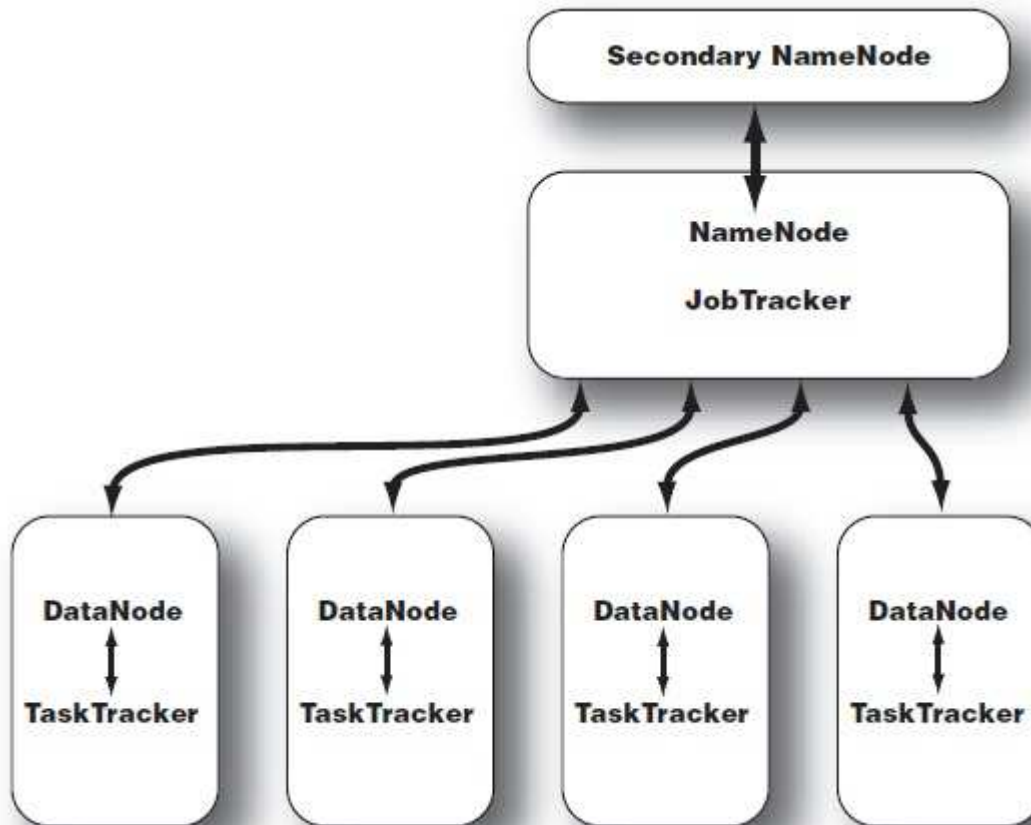 Secondary NameNode
NameNode
JobTracker
DataNode
TaskTracker
DataNode
TaskTracker
DataNode
TaskTracker
DataNode
TaskTracker